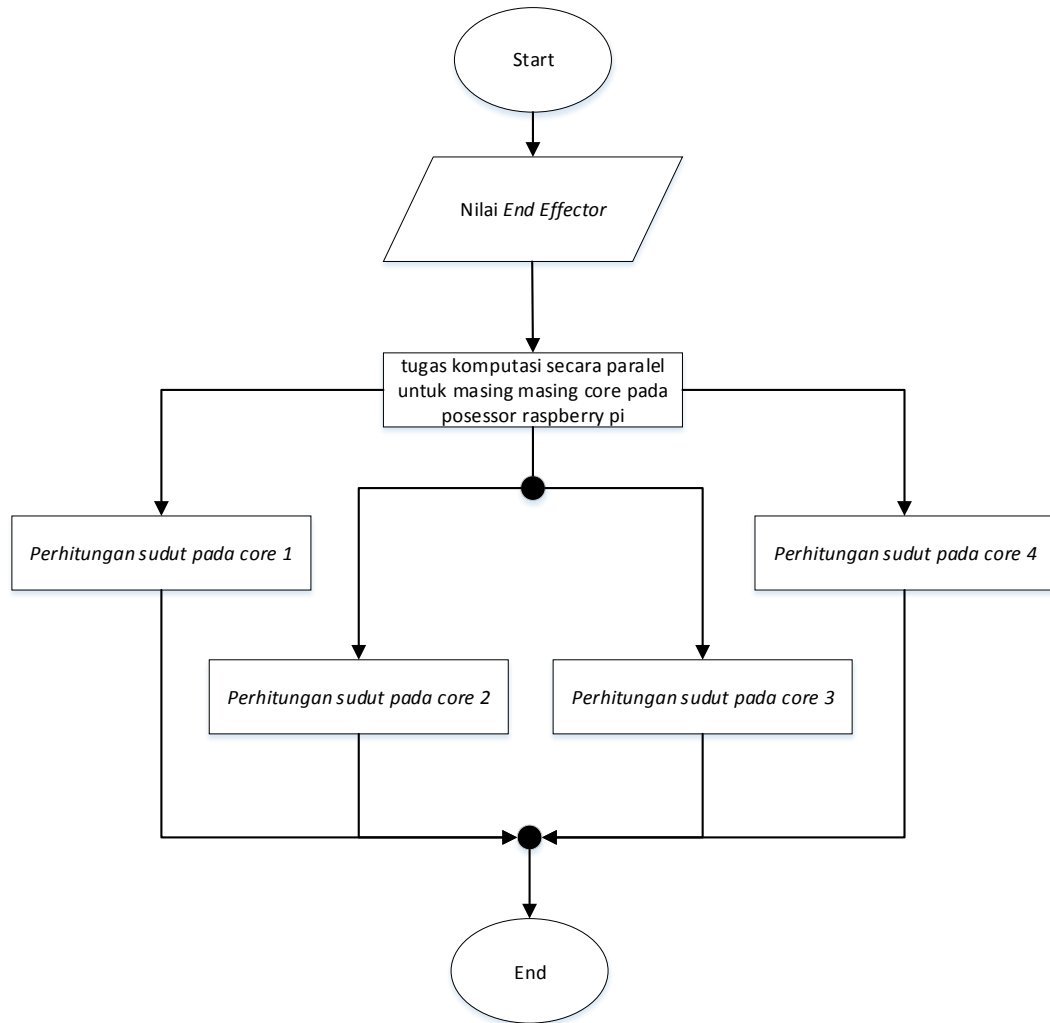 Start
Nilai End Effector
tugas komputasi secara paralel
untuk masing masing core pada
posessor raspberry pi
Perhitungan sudut pada core 1
Perhitungan sudut pada core 4
Perhitungan sudut pada core 2
Perhitungan sudut pada core 3
End